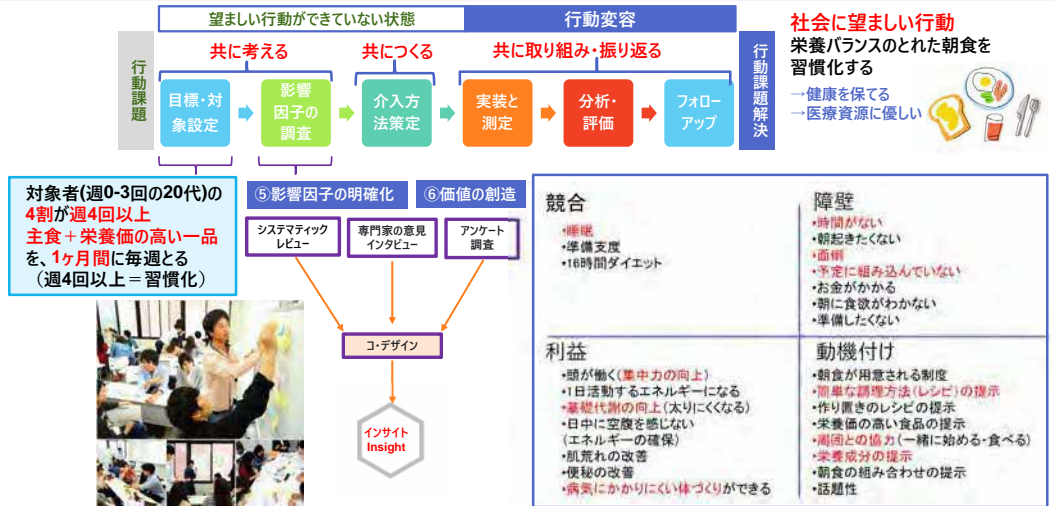 望ましい行動ができていない状態
行動変容
共に考える
共につくる
共に取り組み・振り返る
行動課題
目標・対
象設定
影響
因子の
調査
介入方
法策定
実装と
測定
分析・
評価
フォロー
アップ
行動課題解決
社会に望ましい行動
栄養バランスのとれた朝食を
習慣化する
→健康を保てる
→医療資源に優しい
対象者(週0-3回の20代)の
4割が週4回以上
主食＋栄養価の高い一品
を、1ヶ月間に毎週とる
（週4回以上＝習慣化）
⑤影響因子の明確化
⑥価値の創造
システマティック
レビュー
専門家の意見
インタビュー
アンケート
調査
コ・デザイン
インサイト
Insight
競合
・睡眠
・準備支度
・16時間ダイエット
障壁
・時間がない
・朝起きたくない
・面倒
・予定に組み込んでいない
・お金がかかる
・朝に食欲がわかない
・準備したくない
利益
・頭が働く(集中力の向上)
・1日活動するエネルギーになる
・基礎代謝の向上(太りにくくなる)
・日中に空腹を感じない
(エネルギーの確保)
・肌荒れの改善
・便秘の改善
・病気にかかりにくい体づくりができる
動機付け
・朝食が用意される制度
・簡単な調理方法(レシピ)の提示
・作り置きのレシピの提示
・栄養価の高い食品の提示
・周囲との協力(一緒に始める・食べる)
・栄養成分の提示
・朝食の組み合わせの提示
・話題性